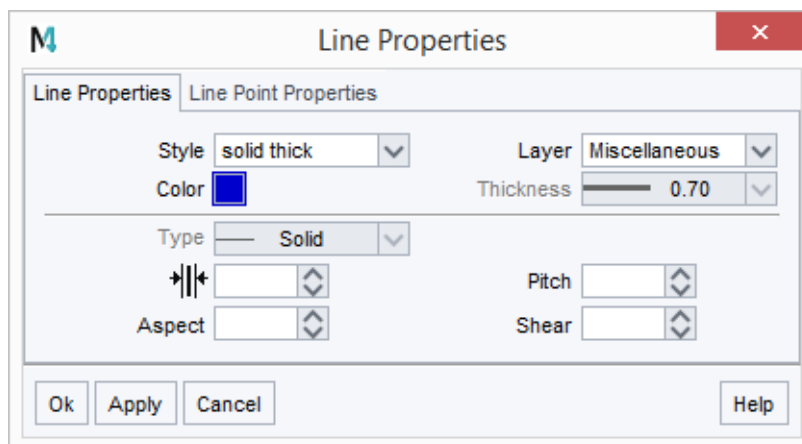 Line Properties
Line Properties Line Point Properties
Style solid thick Layer Miscellaneous
Color Thickness 0.70
Type Solid
Pitch
Aspect Shear
Ok Apply Cancel Help